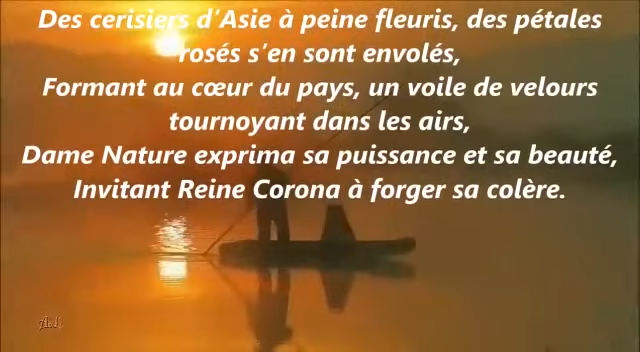 Des cerisiers d’Asie à peine fleuris, des pétales
rosés s’en sont envolés,
Formant au cœur du pays, un voile de velours
tournoyant dans les airs,
Dame Nature exprima sa puissance et sa beauté,
Invitant Reine Corona à forger sa colère.